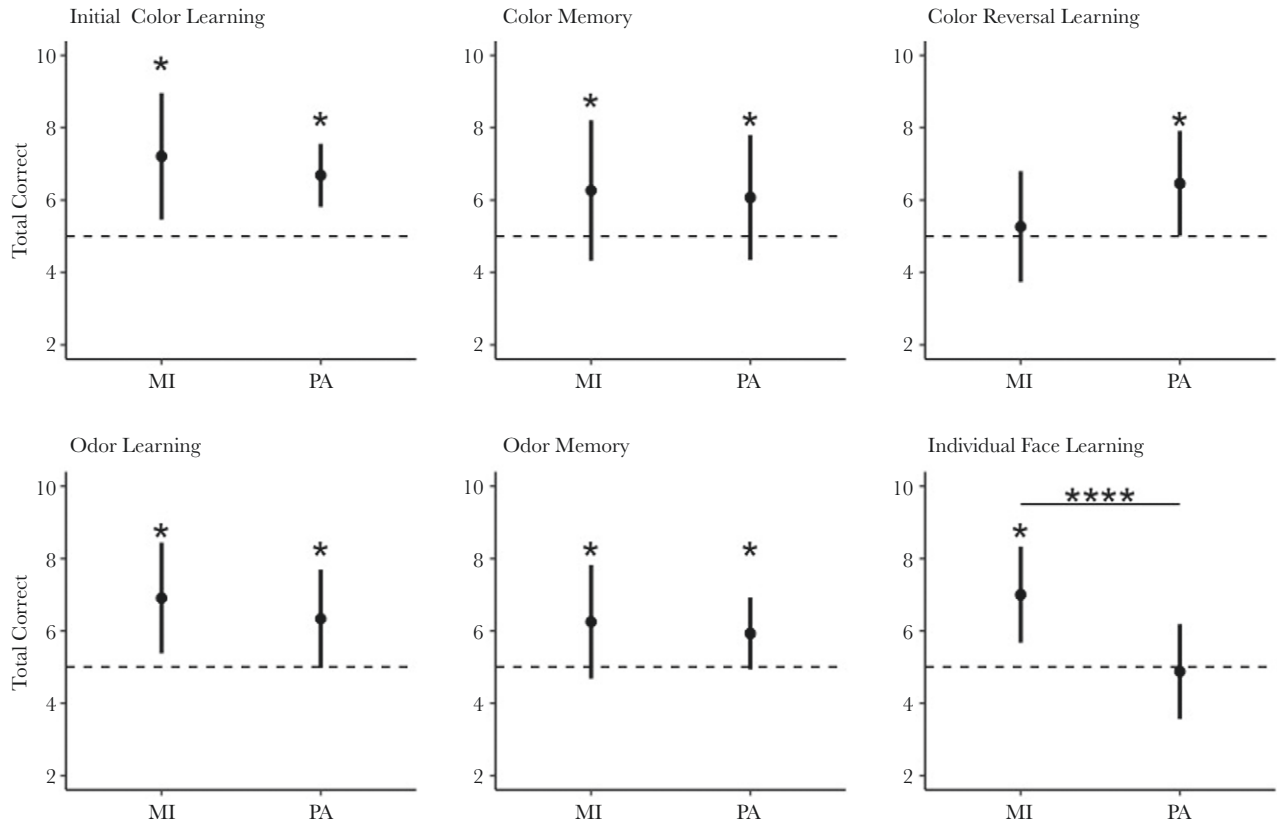 Initial Color Learning
Color Memory
Color Reversal Learning
Total Correct
10
8
6
4
2
*
*
MI
PA
10
8
6
4
2
*
*
MI
PA
10
8
6
4
2
*
MI
PA
Odor Learning
Odor Memory
Individual Face Learning
Total Correct
10
8
6
4
2
*
*
MI
PA
10
8
6
4
2
*
*
MI
PA
10
8
6
4
2
****
*
MI
PA